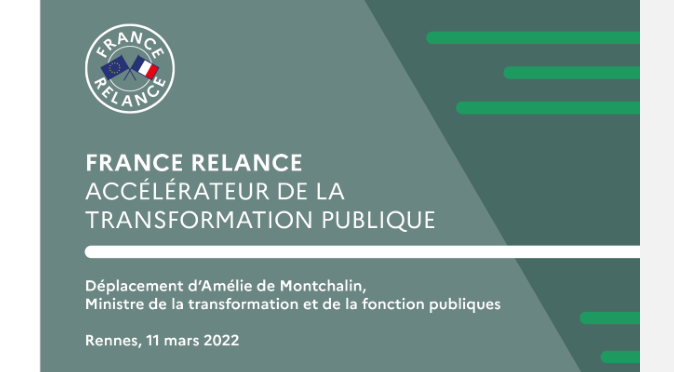 FRANCE
RELANCE
FRANCE RELANCE
ACCÉLÉRATEUR DE LA
TRANSFORMATION PUBLIQUE
Déplacement d’Amélie de Montchalin,
Ministre de la transformation et de la fonction publiques
Rennes, 11 mars 2022